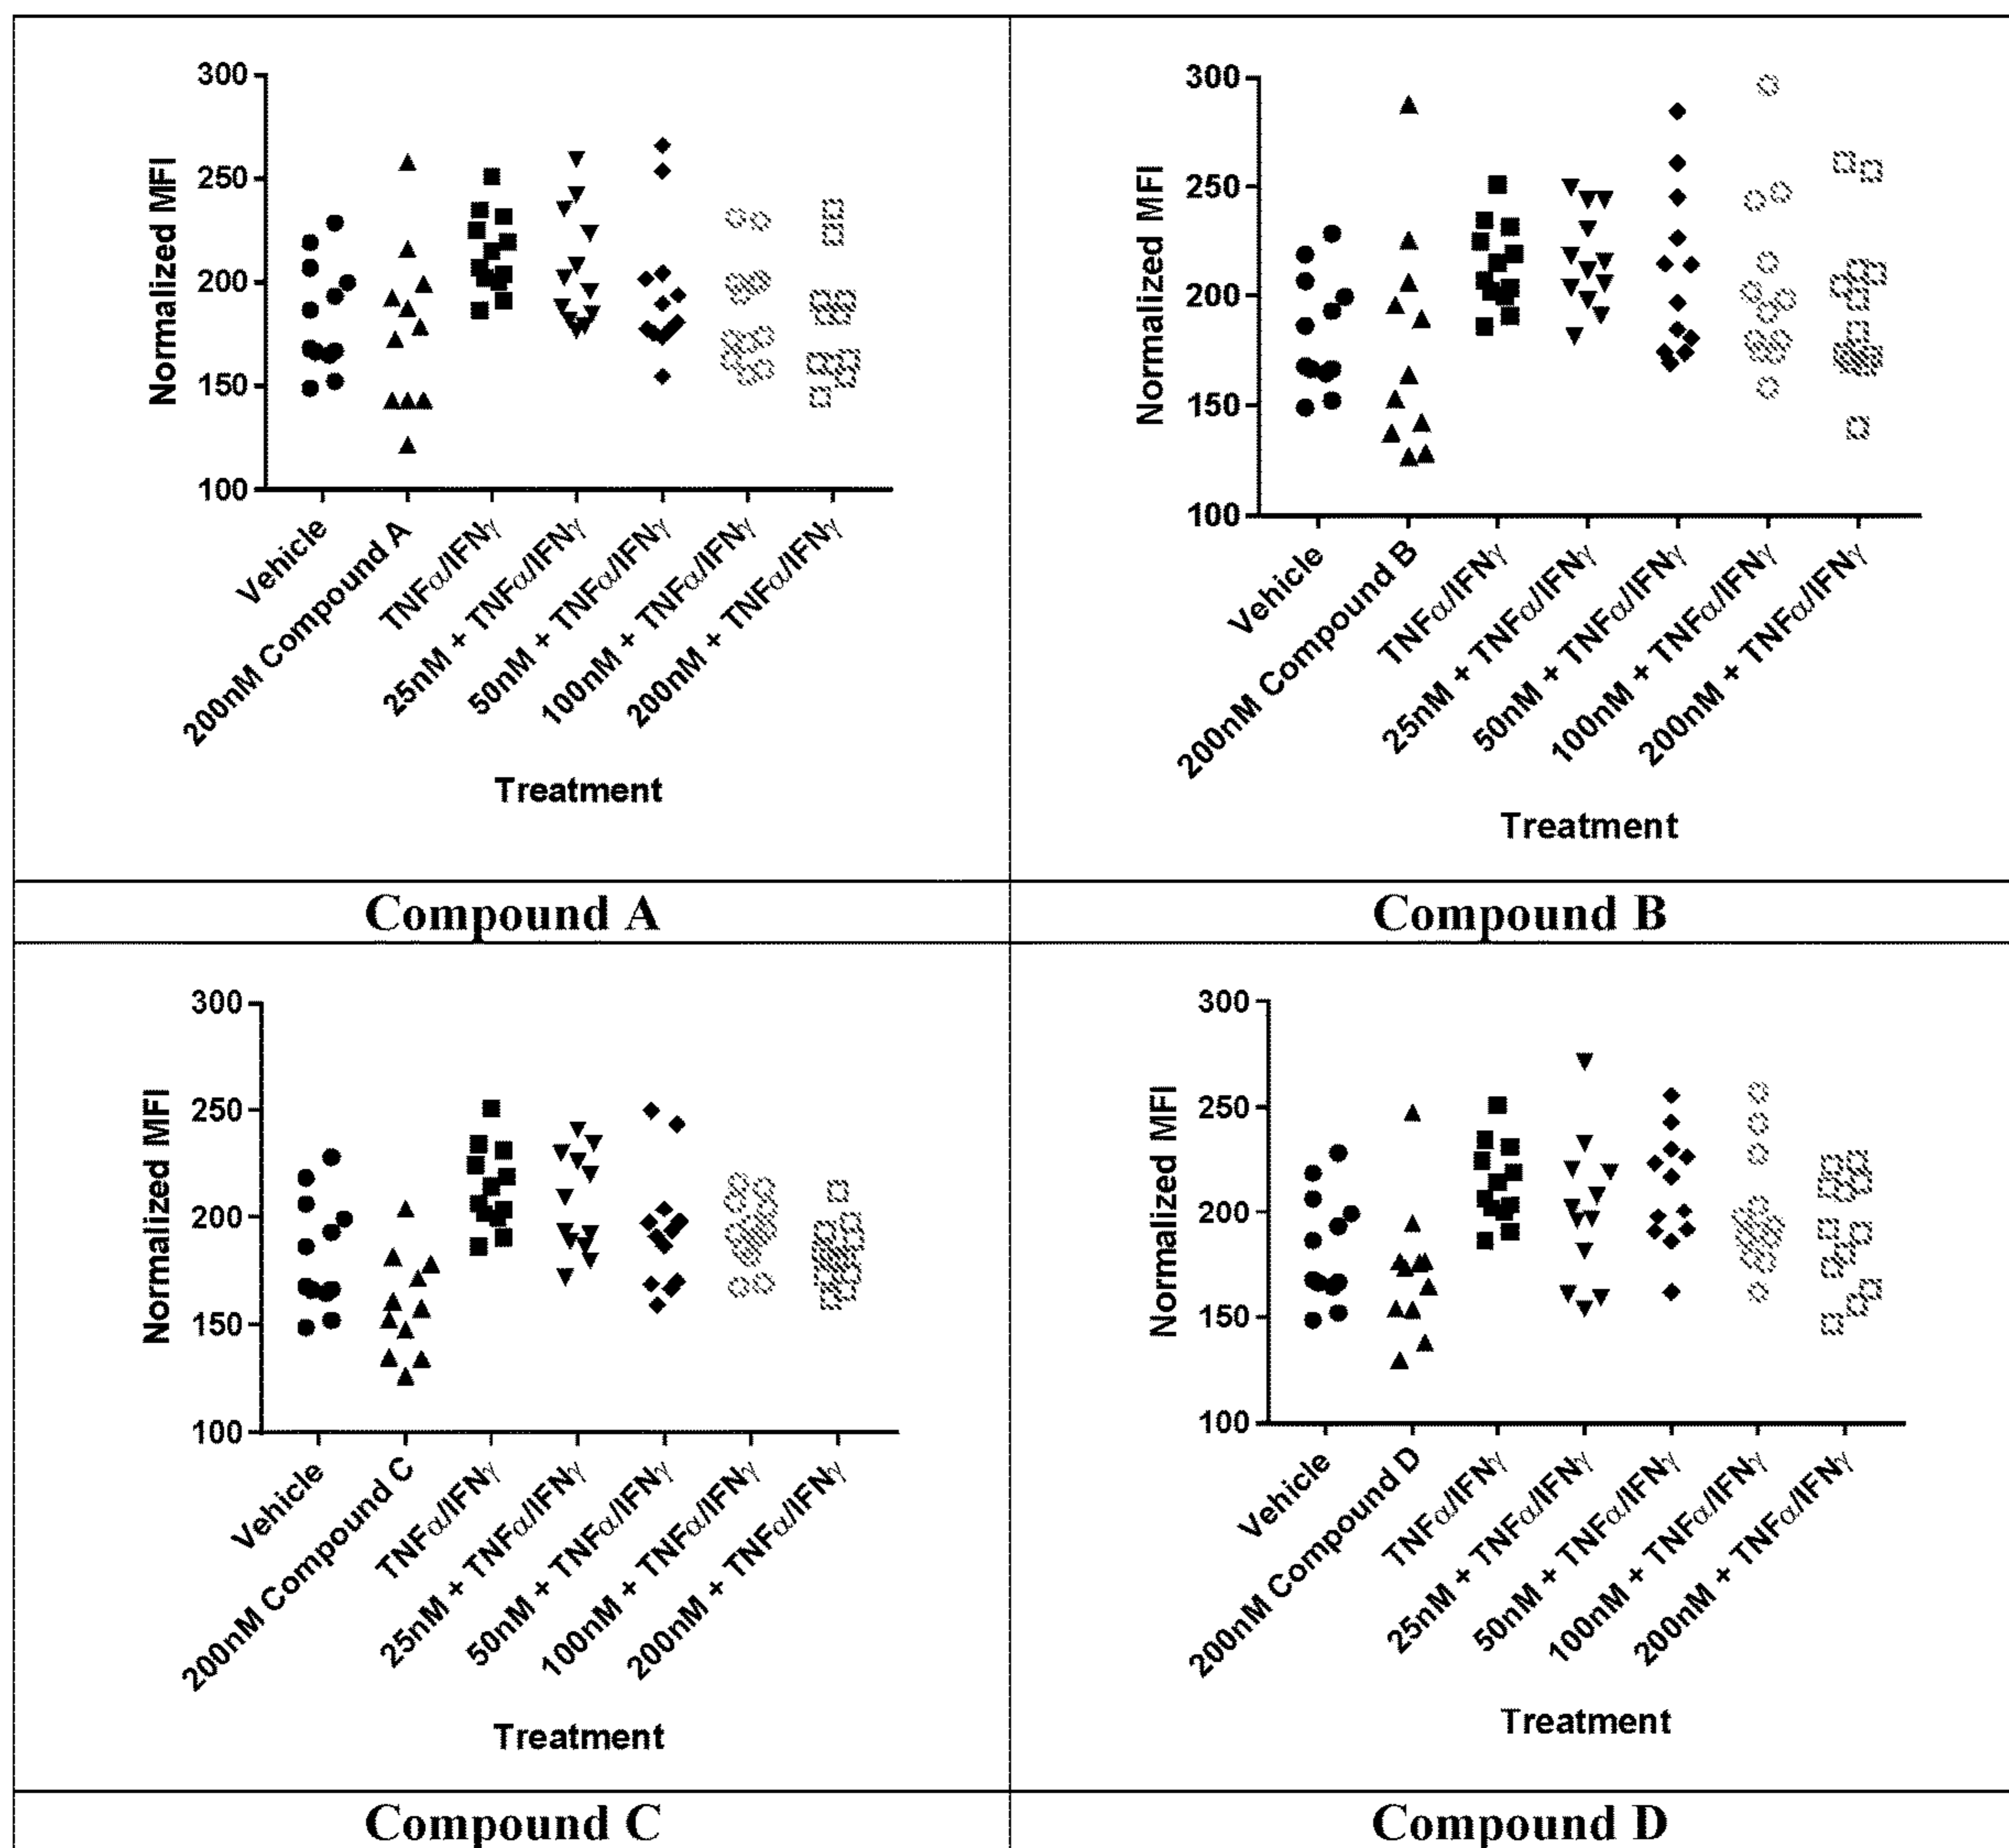 300
250
200
150
100
Normalized MFI
Vehicle
200nM Compound A
TNFα/IFNγ
25nM + TNFα/IFNγ
50nM + TNFα/IFNγ
100nM + TNFα/IFNγ
200nM + TNFα/IFNγ
Treatment
300
250
200
150
100
Normalized MFI
Vehicle
200nM Compound B
TNFα/IFNγ
25nM + TNFα/IFNγ
50nM + TNFα/IFNγ
100nM + TNFα/IFNγ
200nM + TNFα/IFNγ
Treatment
Compound A
Compound B
300
250
200
150
100
Normalized MFI
Vehicle
200nM Compound C
TNFα/IFNγ
25nM + TNFα/IFNγ
50nM + TNFα/IFNγ
100nM + TNFα/IFNγ
200nM + TNFα/IFNγ
Treatment
300
250
200
150
100
Normalized MFI
Vehicle
200nM Compound D
TNFα/IFNγ
25nM + TNFα/IFNγ
50nM + TNFα/IFNγ
100nM + TNFα/IFNγ
200nM + TNFα/IFNγ
Treatment
Compound C
Compound D